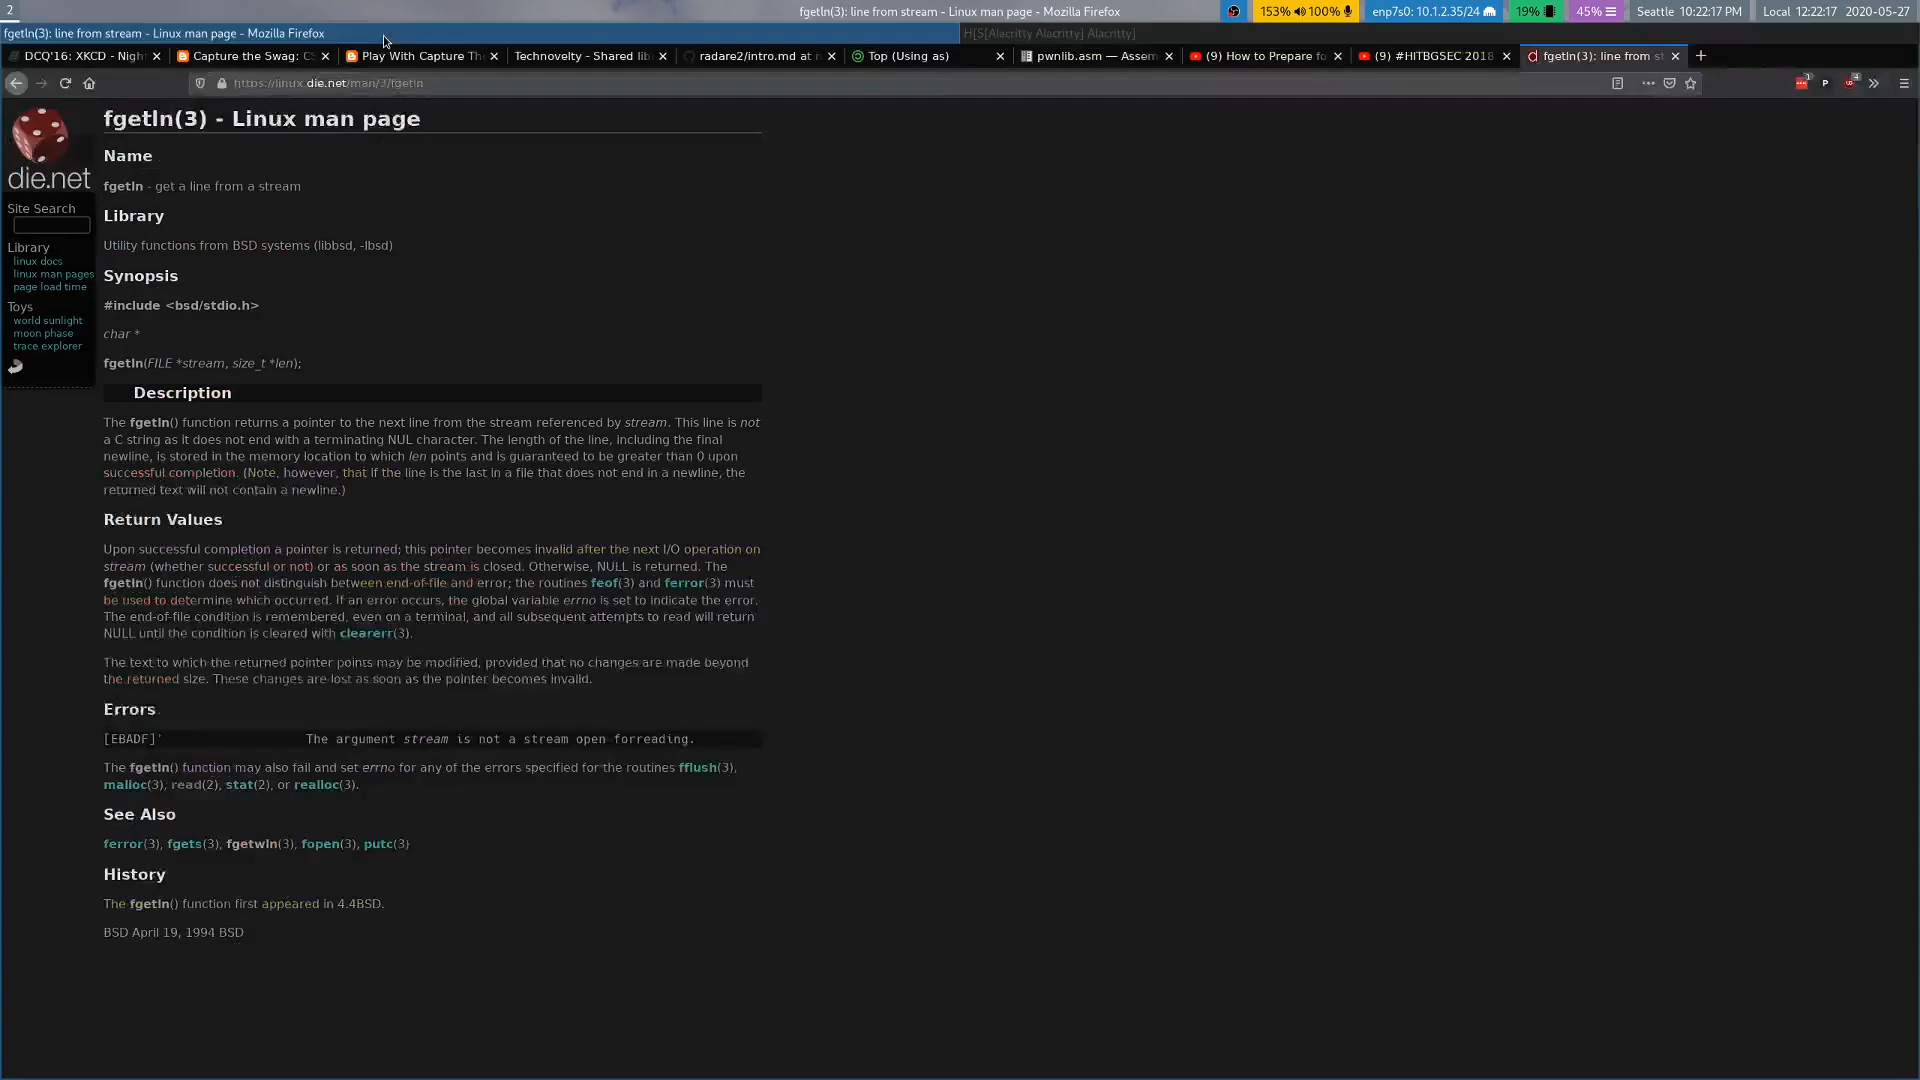 2
fgetln(3): line from stream - Linux man page - Mozilla Firefox
153% 100%
enp7s0: 10.1.2.35/24
19%
45%
Seattle 10:22:17 PM
Local 12:22:17 2020-05-27
fgetln(3): line from stream - Linux man page - Mozilla Firefox
H[S[Alacritty Alacritty] Alacritty]
DCQ'16: XKCD - Nigh
Capture the Swag: CS
Play With Capture The
Technovelty - Shared lib
radare2/intro.md at
Top (Using as)
pwnlib.asm — Assem
(9) How to Prepare fo
(9) #HITBGSEC 2018
fgetln(3): line from st
https://linux.die.net/man/3/fgetln
die.net
Site Search
Library
linux docs
linux man pages
page load time
Toys
world sunlight
moon phase
trace explorer
fgetln(3) - Linux man page
Name
fgetln - get a line from a stream
Library
Utility functions from BSD systems (libbsd, -lbsd)
Synopsis
#include <bsd/stdio.h>
char *
fgetln(FILE *stream, size_t *len);
Description
The fgetln() function returns a pointer to the next line from the stream referenced by stream. This line is not
a C string as it does not end with a terminating NUL character. The length of the line, including the final
newline, is stored in the memory location to which len points and is guaranteed to be greater than 0 upon
successful completion. (Note, however, that if the line is the last in a file that does not end in a newline, the
returned text will not contain a newline.)
Return Values
Upon successful completion a pointer is returned; this pointer becomes invalid after the next I/O operation on
stream (whether successful or not) or as soon as the stream is closed. Otherwise, NULL is returned. The
fgetln() function does not distinguish between end-of-file and error; the routines feof(3) and ferror(3) must
be used to determine which occurred. If an error occurs, the global variable errno is set to indicate the error.
The end-of-file condition is remembered, even on a terminal, and all subsequent attempts to read will return
NULL until the condition is cleared with clearerr(3).
The text to which the returned pointer points may be modified, provided that no changes are made beyond
the returned size. These changes are lost as soon as the pointer becomes invalid.
Errors
[EBADF]' The argument stream is not a stream open forreading.
The fgetln() function may also fail and set errno for any of the errors specified for the routines fflush(3),
malloc(3), read(2), stat(2), or realloc(3).
See Also
ferror(3), fgets(3), fgetwln(3), fopen(3), putc(3)
History
The fgetln() function first appeared in 4.4BSD.
BSD April 19, 1994 BSD